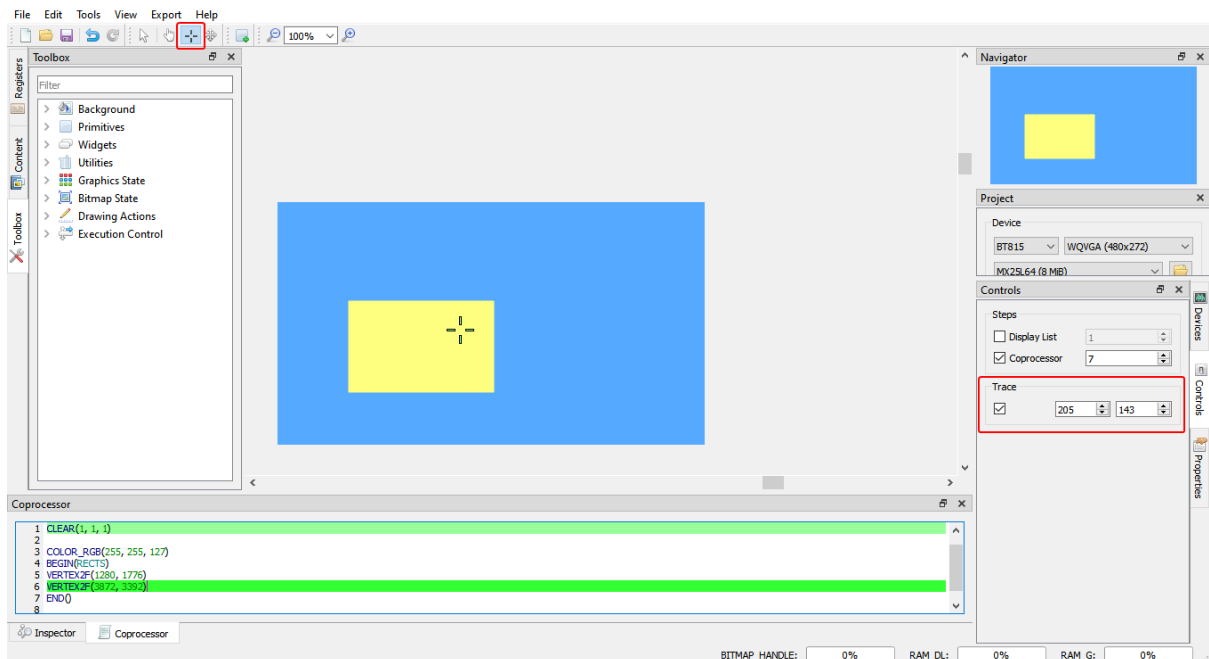 File Edit Tools View Export Help
100%
Toolbox
Navigator
Registers
Filter
Background
Primitives
Widgets
Utilities
Graphics State
Bitmap State
Drawing Actions
Execution Control
Content
Toolbox
Project
Device
BT815 WQVGA (480x272)
MX25L64 (8 MiB)
Controls
Steps
Display List 1
Coprocessor 7
Trace
205 143
Devices
Controls
Properties
Coprocessor
1 CLEAR(1, 1, 1)
2
3 COLOR_RGB(255, 255, 127)
4 BEGIN(RECTS)
5 VERTEX2F(1280, 1776)
6 VERTEX2F(3872, 3392)
7 END()
8
Inspector Coprocessor
BITMAP_HANDLE: 0% RAM_DL: 0% RAM_G: 0%